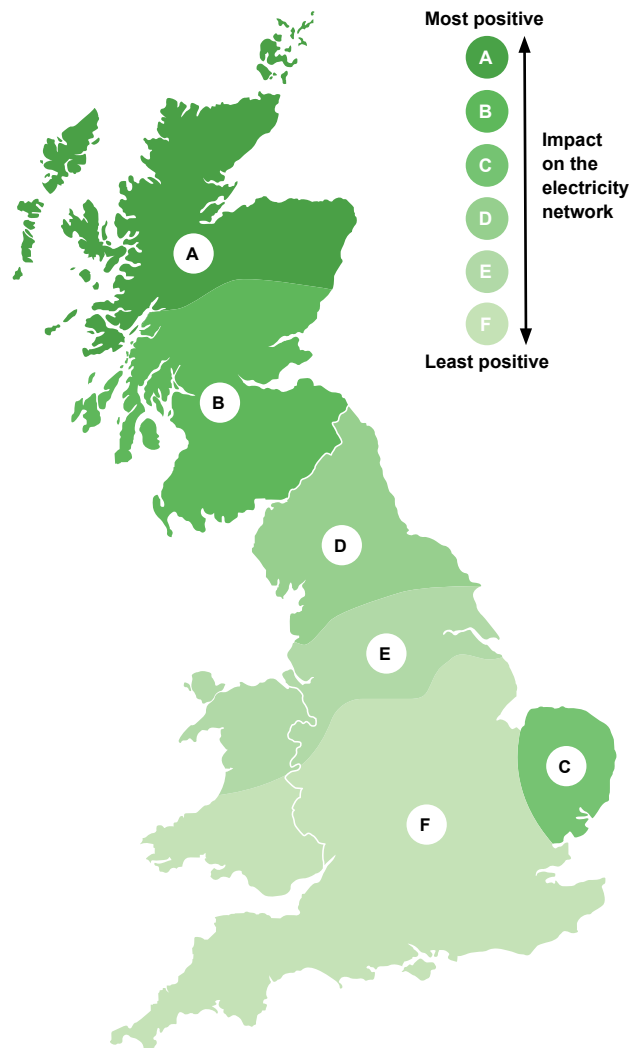 Most positive
A
B
C
D
E
F
Impact
on the
electricity
network
Least positive
A
B
D
E
C
F